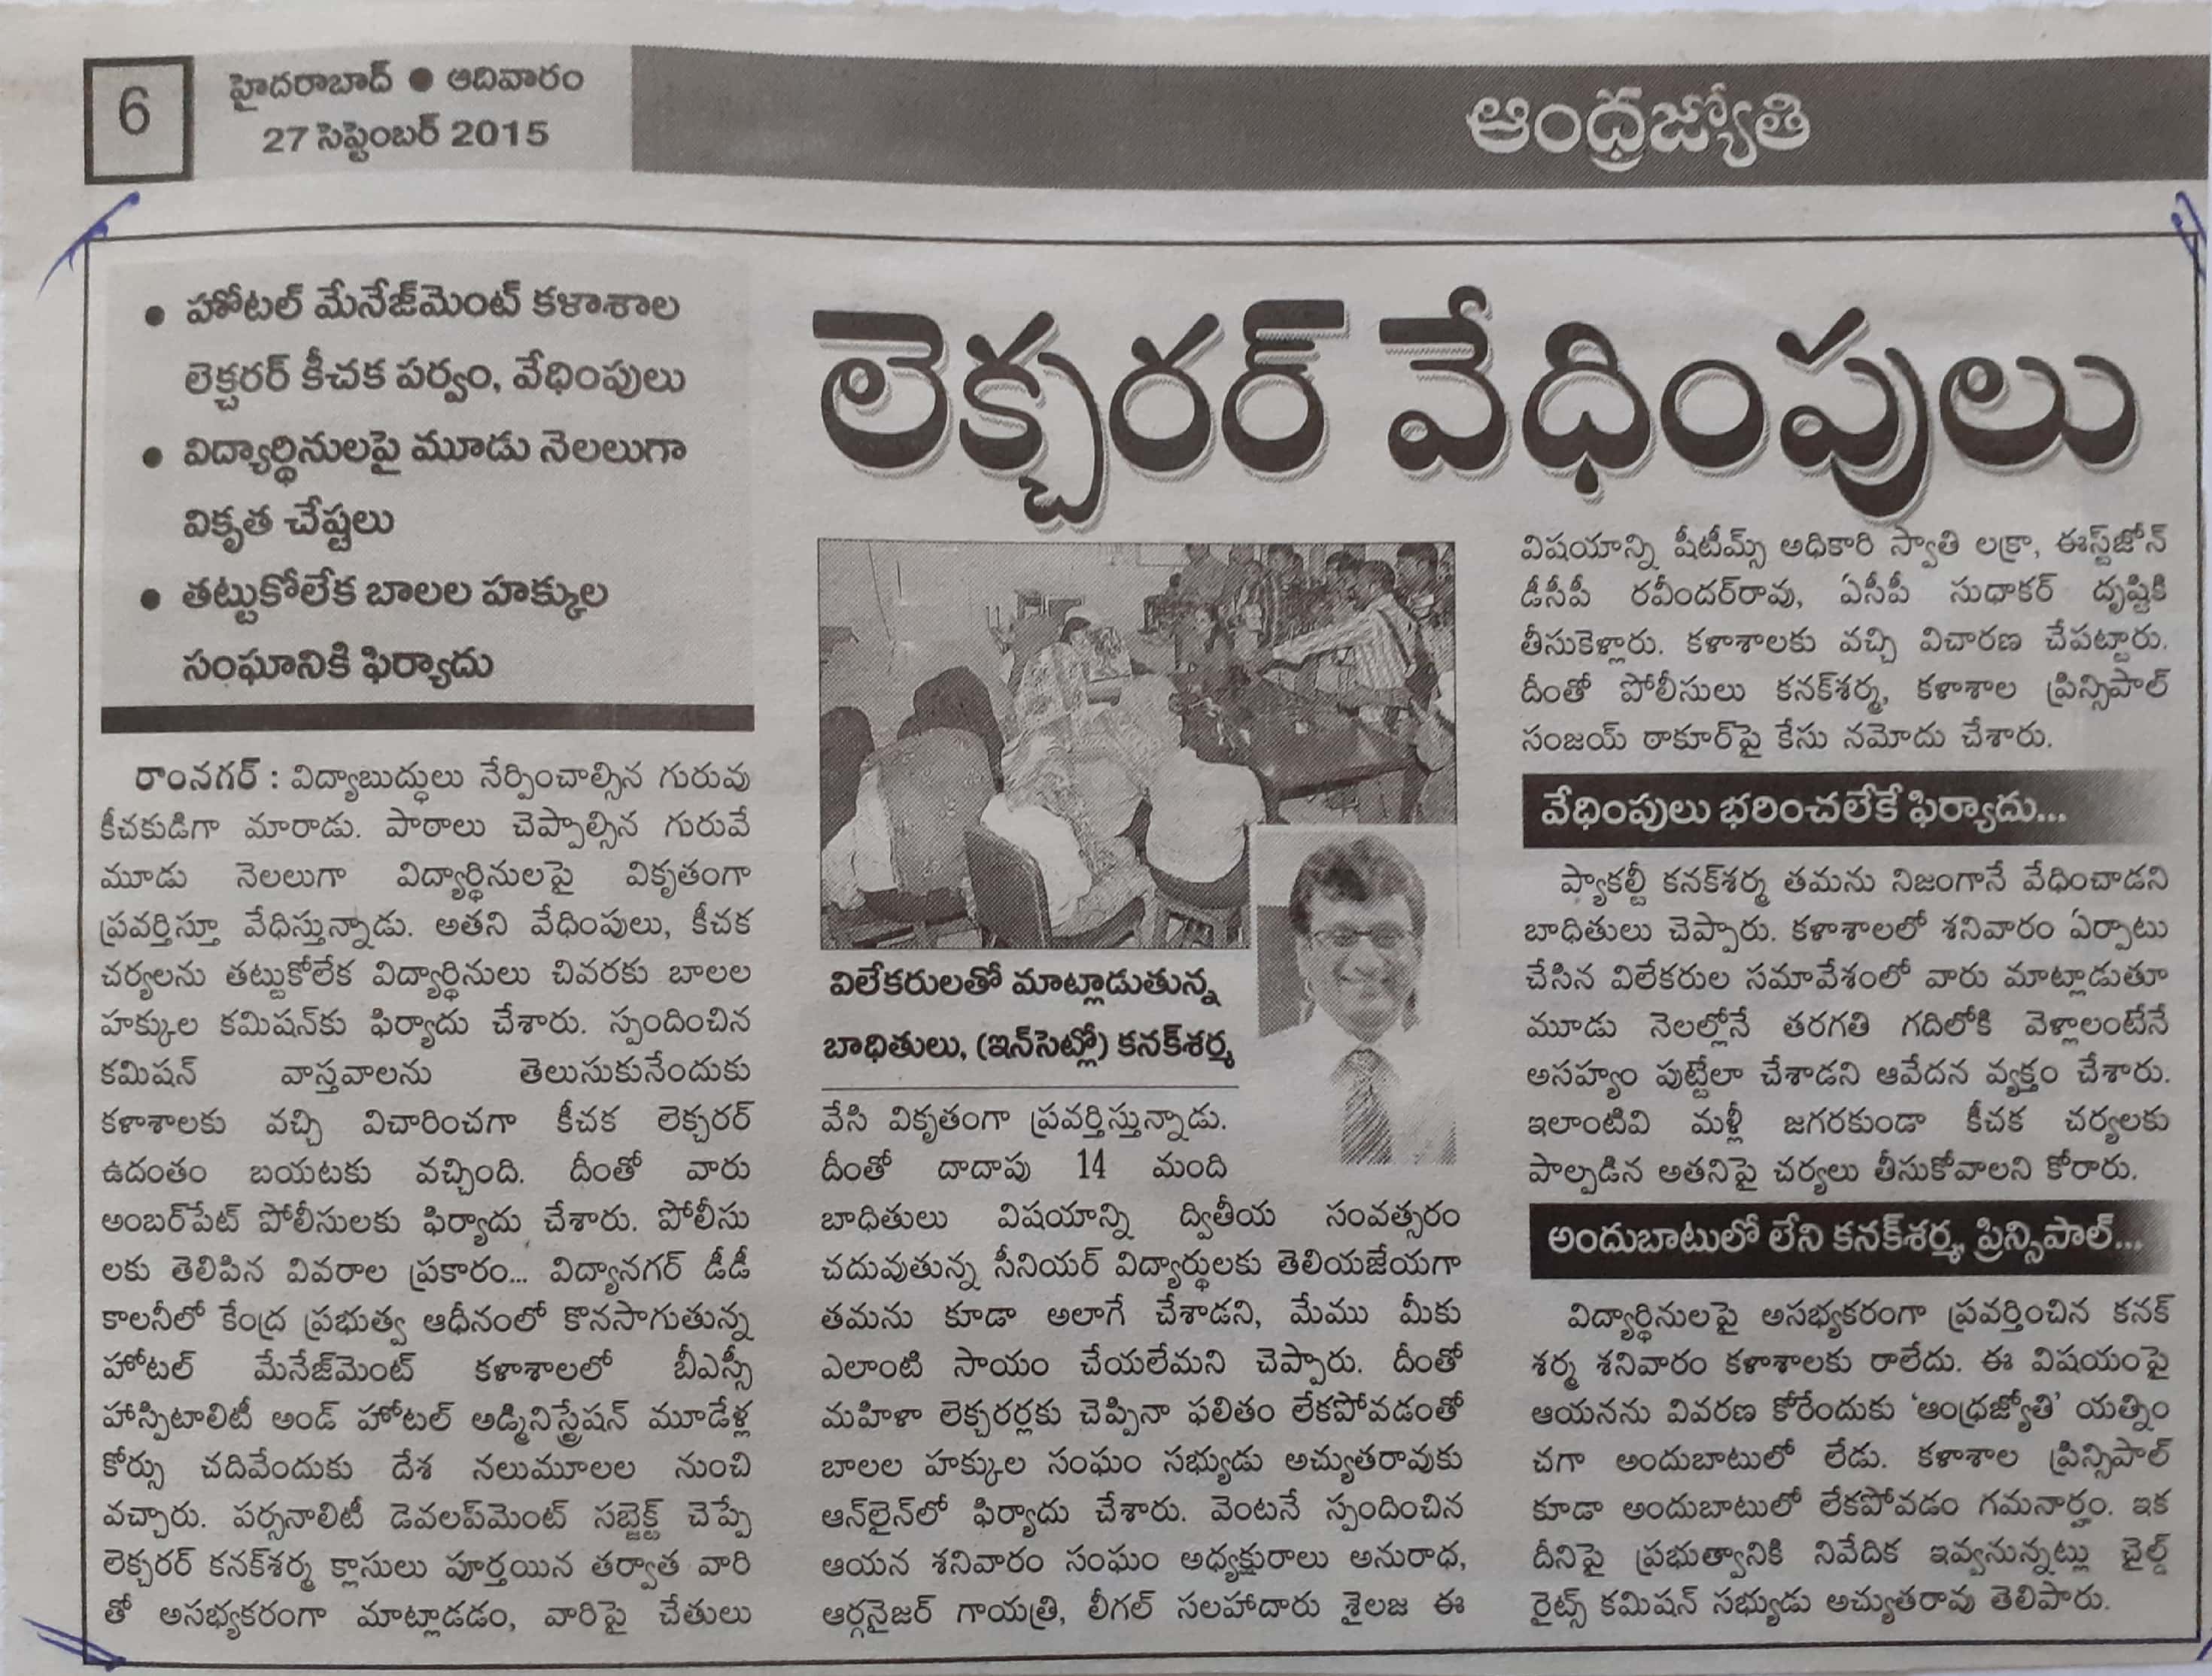 6
హైదరాబాద్ ● ఆదివారం
27 సెప్టెంబర్ 2015
ఆంధ్రజ్యోతి
● హోటల్ మేనేజ్‌మెంట్ కళాశాల
లెక్చరర్ కీచక పర్వం, వేధింపులు
● విద్యార్థినులపై మూడు నెలలుగా
వికృత చేష్టలు
● తట్టుకోలేక బాలల హక్కుల
సంఘానికి ఫిర్యాదు
లెక్చరర్ వేధింపులు
రాంనగర్ : విద్యాబుద్ధులు నేర్పించాల్సిన గురువు
కీచకుడిగా మారాడు. పాఠాలు చెప్పాల్సిన గురువే
మూడు నెలలుగా విద్యార్థినులపై వికృతంగా
ప్రవర్తిస్తూ వేధిస్తున్నాడు. అతని వేధింపులు, కీచక
చర్యలను తట్టుకోలేక విద్యార్థినులు చివరకు బాలల
హక్కుల కమిషన్‌కు ఫిర్యాదు చేశారు. స్పందించిన
కమిషన్ వాస్తవాలను తెలుసుకునేందుకు
కళాశాలకు వచ్చి విచారించగా కీచక లెక్చరర్
ఉదంతం బయటకు వచ్చింది. దీంతో వారు
అంబర్‌పేట్ పోలీసులకు ఫిర్యాదు చేశారు. పోలీసు
లకు తెలిపిన వివరాల ప్రకారం... విద్యానగర్ డీడీ
కాలనీలో కేంద్ర ప్రభుత్వ ఆధీనంలో కొనసాగుతున్న
హోటల్ మేనేజ్‌మెంట్ కళాశాలలో బీఎస్సీ
హాస్పిటాలిటీ అండ్ హోటల్ అడ్మినిస్ట్రేషన్ మూడేళ్ల
కోర్సు చదివేందుకు దేశ నలుమూలల నుంచి
వచ్చారు. పర్సనాలిటీ డెవలప్‌మెంట్ సబ్జెక్ట్ చెప్పే
లెక్చరర్ కనక్‌శర్మ క్లాసులు పూర్తయిన తర్వాత వారి
తో అసభ్యకరంగా మాట్లాడడం, వారిపై చేతులు
విలేకరులతో మాట్లాడుతున్న
బాధితులు, (ఇన్‌సెట్లో) కనక్‌శర్మ
వేసి వికృతంగా ప్రవర్తిస్తున్నాడు.
దీంతో దాదాపు 14 మంది
బాధితులు విషయాన్ని ద్వితీయ సంవత్సరం
చదువుతున్న సీనియర్ విద్యార్థులకు తెలియజేయగా
తమను కూడా అలాగే చేశాడని, మేము మీకు
ఎలాంటి సాయం చేయలేమని చెప్పారు. దీంతో
మహిళా లెక్చరర్లకు చెప్పినా ఫలితం లేకపోవడంతో
బాలల హక్కుల సంఘం సభ్యుడు అచ్యుతరావుకు
ఆన్‌లైన్‌లో ఫిర్యాదు చేశారు. వెంటనే స్పందించిన
ఆయన శనివారం సంఘం అధ్యక్షురాలు అనురాధ,
ఆర్గనైజర్ గాయత్రి, లీగల్ సలహాదారు శైలజ ఈ
విషయాన్ని షీటీమ్స్ అధికారి స్వాతి లక్రా, ఈస్ట్‌జోన్
డీసీపీ రవీందర్‌రావు, ఏసీపీ సుధాకర్ దృష్టికి
తీసుకెళ్లారు. కళాశాలకు వచ్చి విచారణ చేపట్టారు.
దీంతో పోలీసులు కనక్‌శర్మ, కళాశాల ప్రిన్సిపాల్
సంజయ్ ఠాకూర్‌పై కేసు నమోదు చేశారు.
వేధింపులు భరించలేకే ఫిర్యాదు...
ప్యాకల్టీ కనక్‌శర్మ తమను నిజంగానే వేధించాడని
బాధితులు చెప్పారు. కళాశాలలో శనివారం ఏర్పాటు
చేసిన విలేకరుల సమావేశంలో వారు మాట్లాడుతూ
మూడు నెలల్లోనే తరగతి గదిలోకి వెళ్లాలంటేనే
అసహ్యం పుట్టేలా చేశాడని ఆవేదన వ్యక్తం చేశారు.
ఇలాంటివి మళ్లీ జగరకుండా కీచక చర్యలకు
పాల్పడిన అతనిపై చర్యలు తీసుకోవాలని కోరారు.
అందుబాటులో లేని కనక్‌శర్మ, ప్రిన్సిపాల్...
విద్యార్థినులపై అసభ్యకరంగా ప్రవర్తించిన కనక్
శర్మ శనివారం కళాశాలకు రాలేదు. ఈ విషయంపై
ఆయనను వివరణ కోరేందుకు ‘ఆంధ్రజ్యోతి’ యత్నిం
చగా అందుబాటులో లేడు. కళాశాల ప్రిన్సిపాల్
కూడా అందుబాటులో లేకపోవడం గమనార్హం. ఇక
దీనిపై ప్రభుత్వానికి నివేదిక ఇవ్వనున్నట్లు చైల్డ్
రైట్స్ కమిషన్ సభ్యుడు అచ్యుతరావు తెలిపారు.